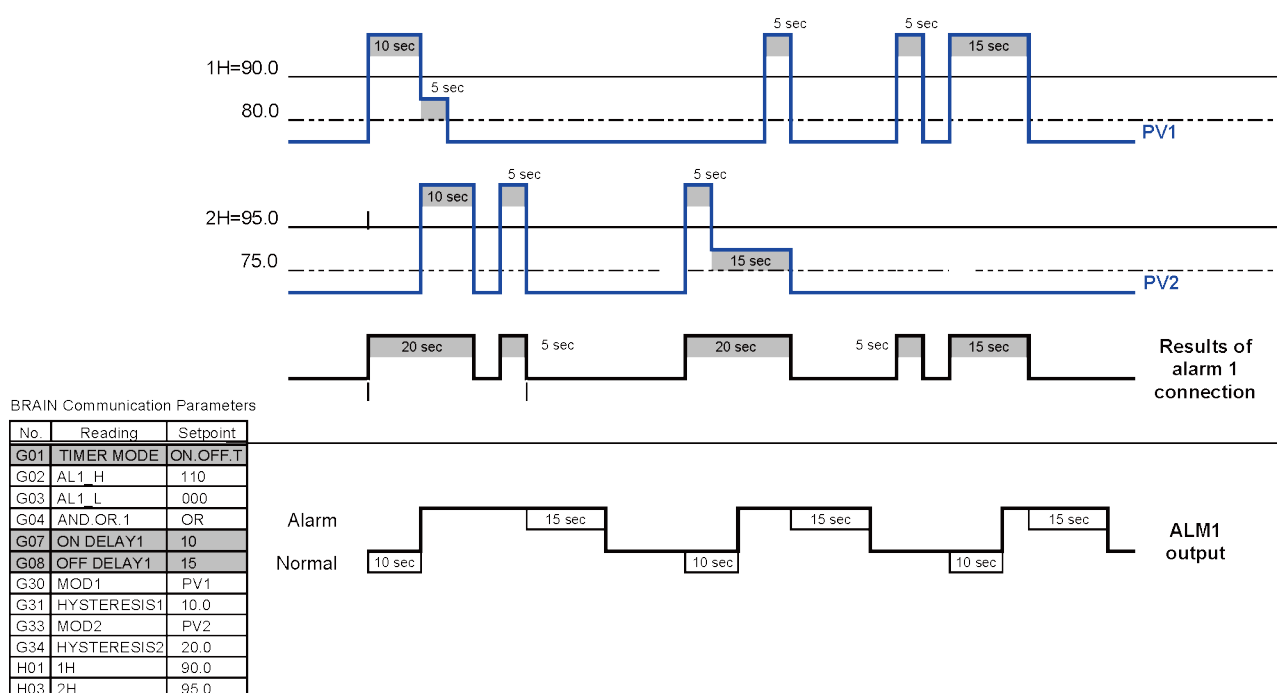 5 sec
5 sec
10 sec
15 sec
1H=90.0
5 sec
80.0
PV1
5 sec
5 sec
10 sec
2H=95.0
75.0
15 sec
PV2
20 sec
5 sec
20 sec
5 sec
15 sec
Results of
alarm 1
connection
BRAIN Communication Parameters
No. Reading Setpoint
G01 TIMER MODE ON.OFF.T
G02 AL1_H 110
G03 AL1_L 000
G04 AND.OR.1 OR
G07 ON DELAY1 10
G08 OFF DELAY1 15
G30 MOD1 PV1
G31 HYSTERESIS1 10.0
G33 MOD2 PV2
G34 HYSTERESIS2 20.0
H01 1H 90.0
H03 2H 95.0
Alarm
15 sec
15 sec
15 sec
ALM1
output
Normal
10 sec
10 sec
10 sec